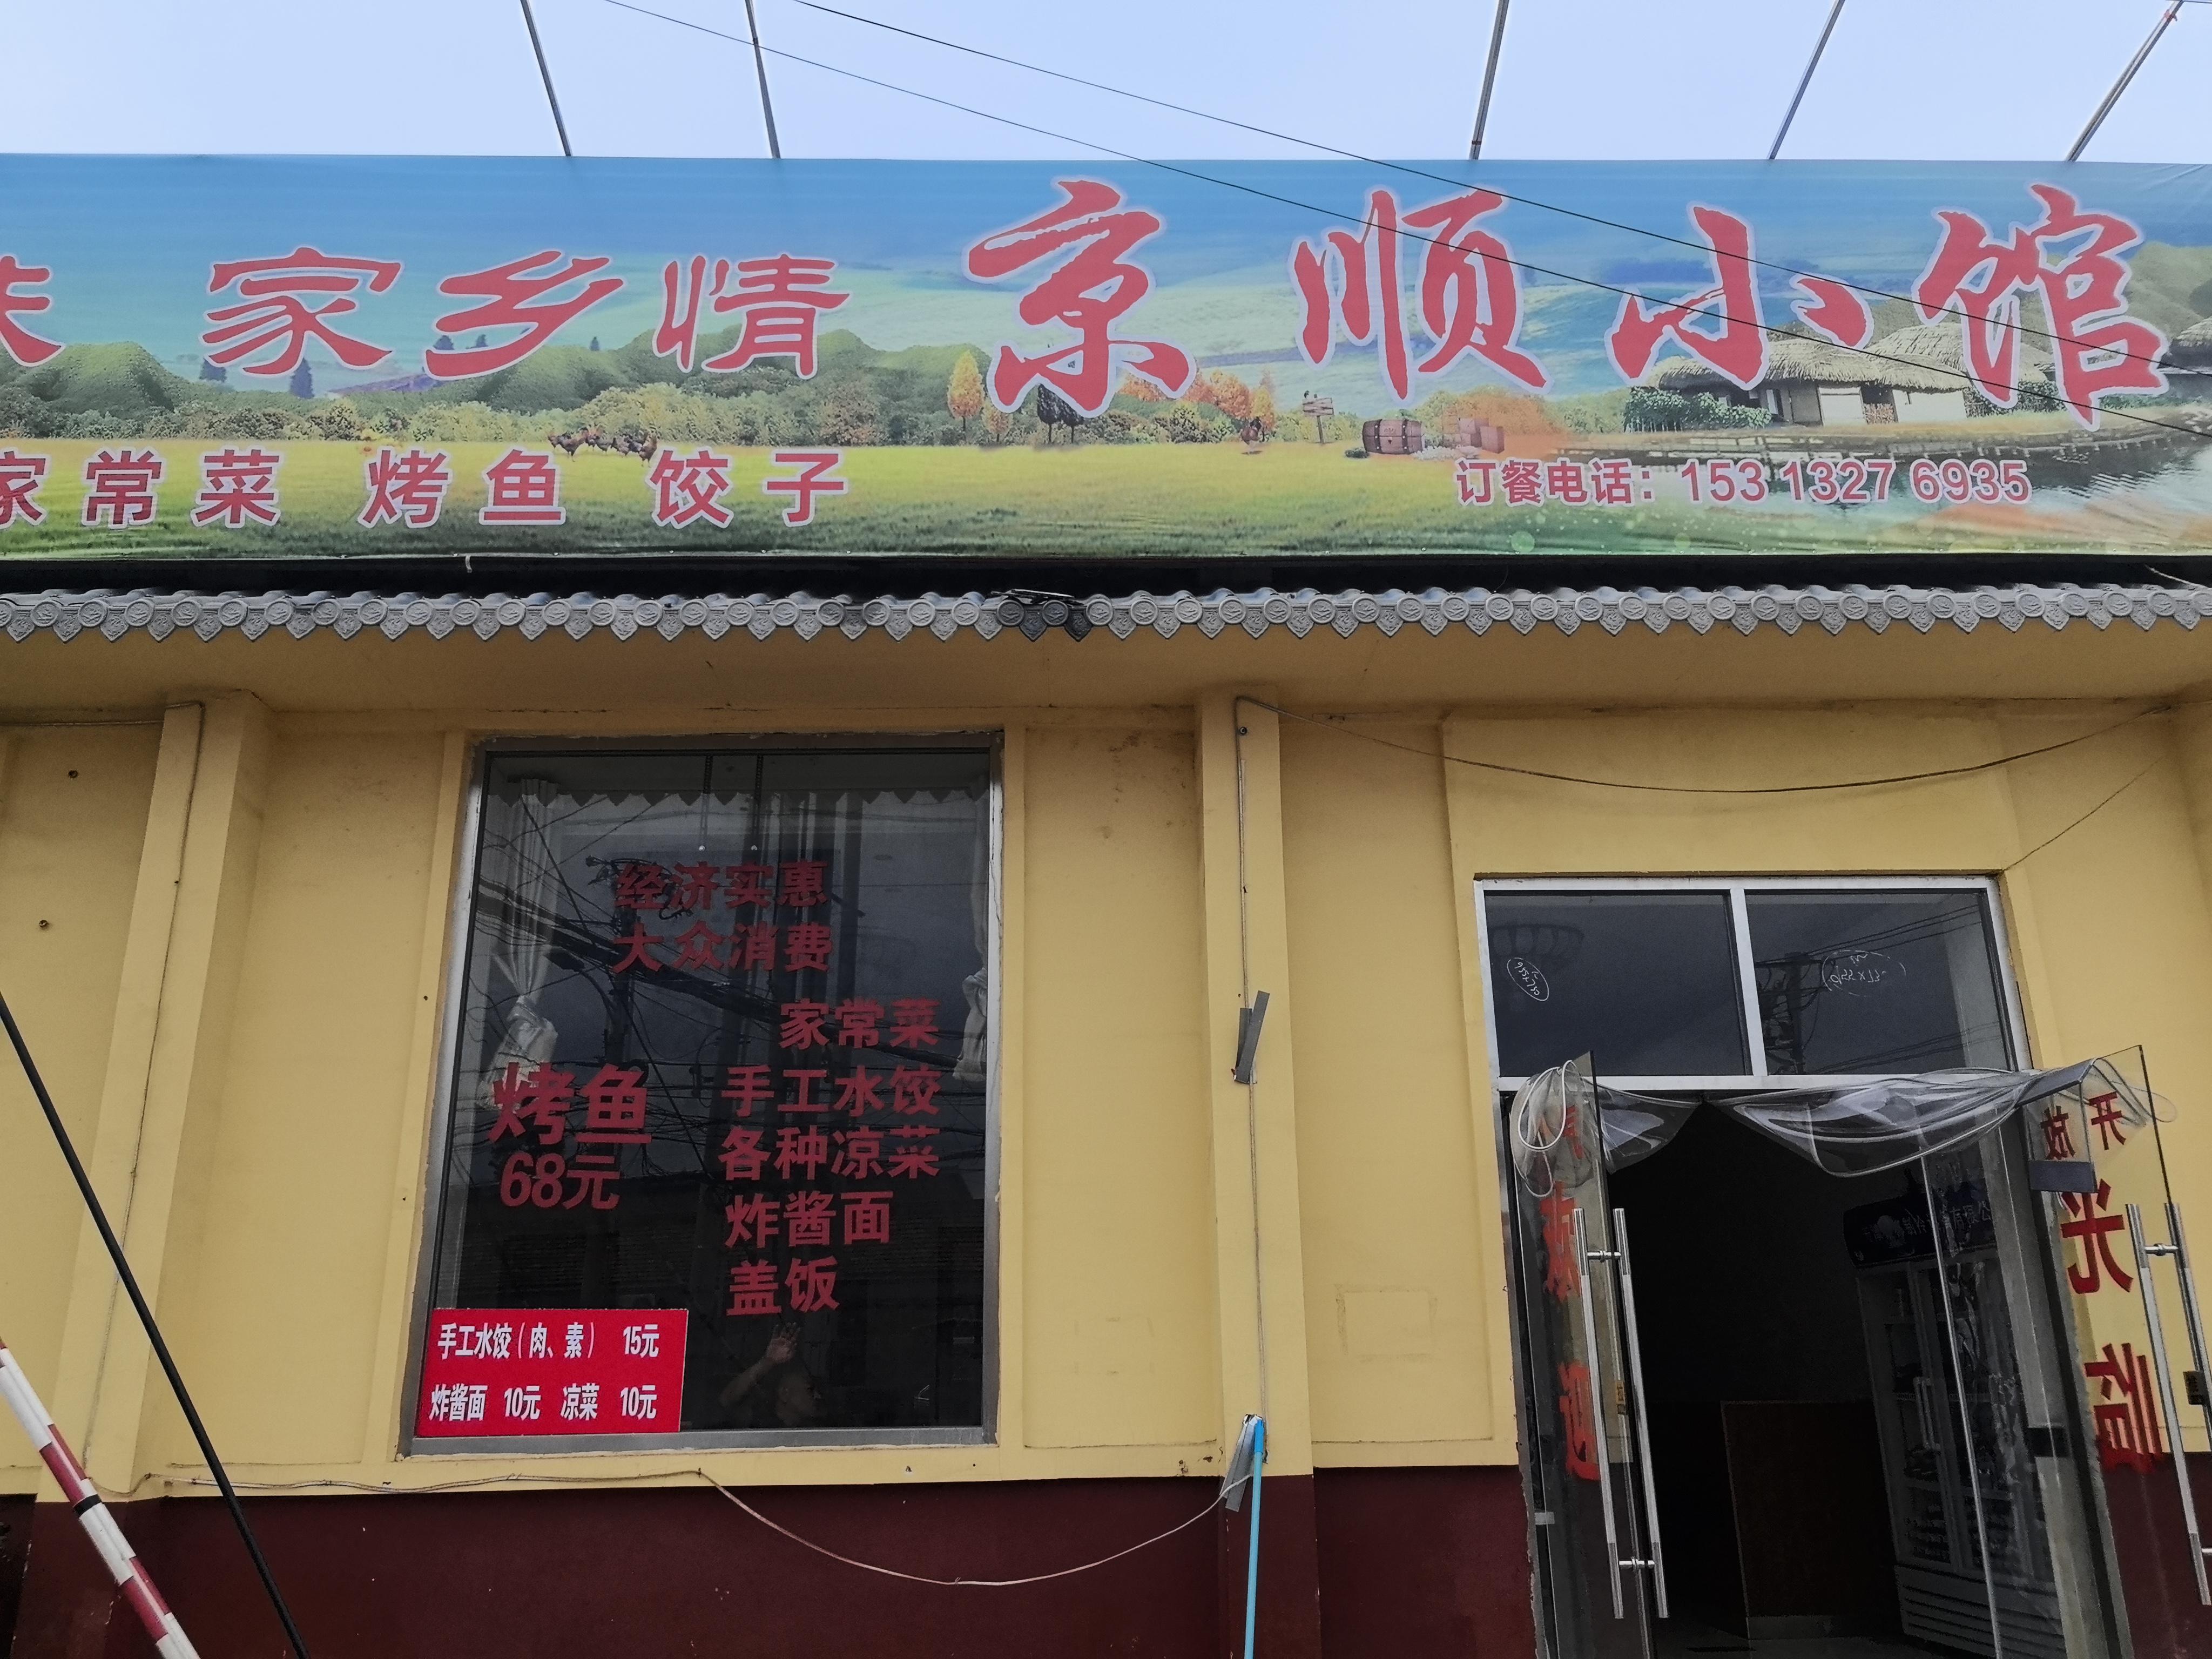 家乡情
京顺小馆
家常菜 烤鱼 饺子
订餐电话：153 1327 6935
经济实惠
大众消费
家常菜
手工水饺
各种凉菜
炸酱面
盖饭
烤鱼
68元
手工水饺（肉、素） 15元
炸酱面 10元 凉菜 10元
欢迎
光临